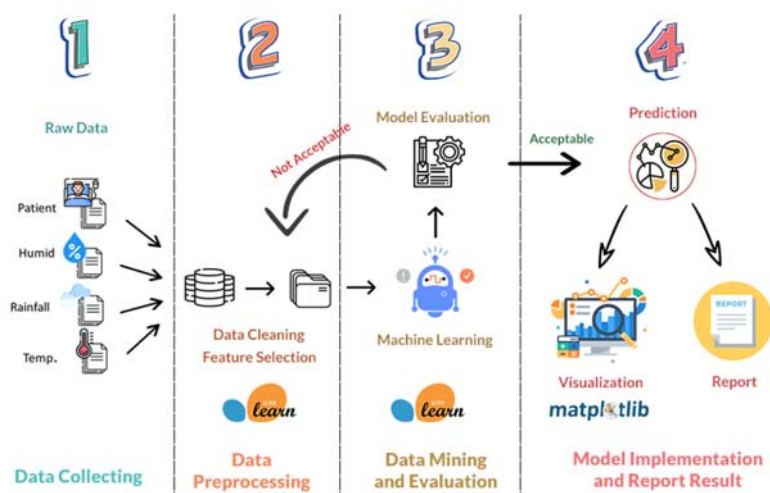 1
2
3
4
Raw Data
Patient
Humid
%
Rainfall
Temp.
Data Collecting
Data Cleaning
Feature Selection
learn
Data
Preprocessing
Not Acceptable
Model Evaluation
Machine Learning
learn
Data Mining
and Evaluation
Acceptable
Prediction
Visualization
matplotlib
REPORT
Report
Model Implementation
and Report Result